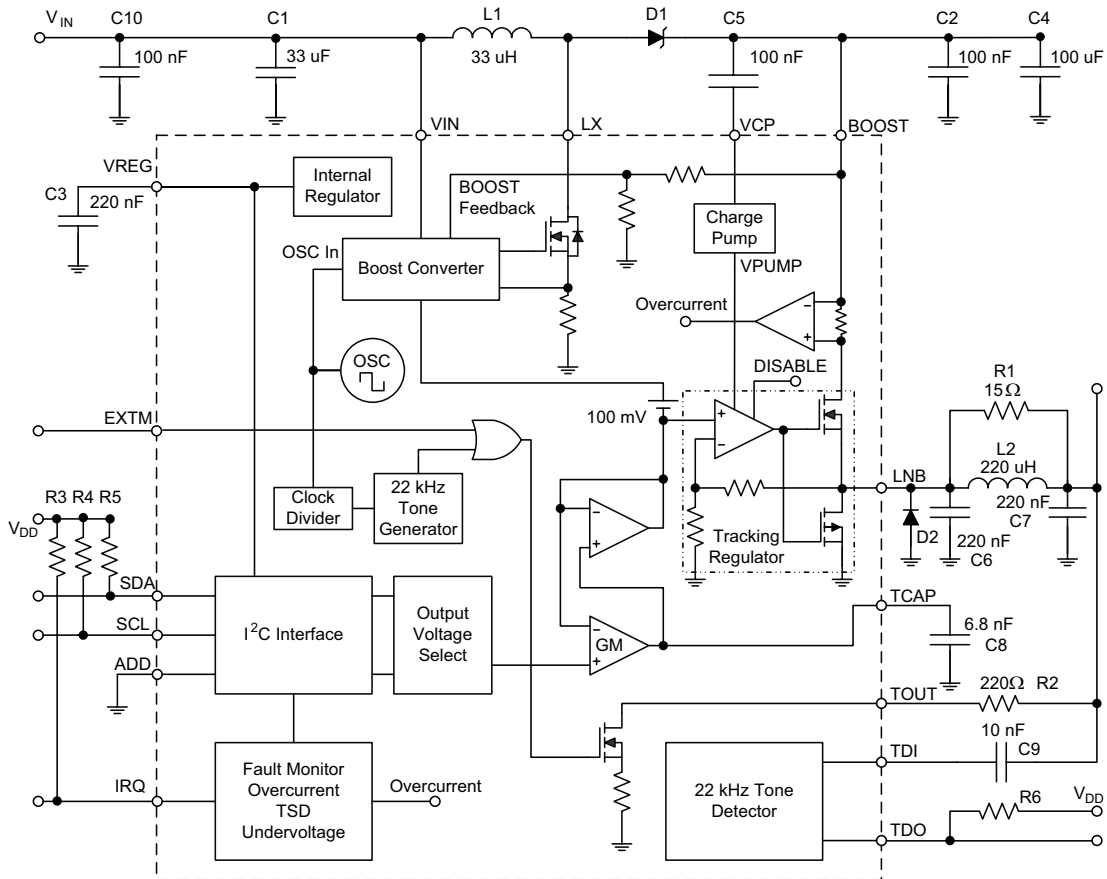 V_IN
C10
C1
L1
D1
C5
C2
C4
100 nF
33 uF
33 uH
100 nF
100 nF
100 uF
VIN
LX
VCP
BOOST
VREG
C3
220 nF
Internal
Regulator
BOOST
Feedback
Charge
Pump
OSC In
Boost Converter
VPUMP
Overcurrent
−
+
OSC
DISABLE
R1
15Ω
100 mV
+
−
EXTM
LNB
L2
220 uH
R3
R4
R5
V_DD
Clock
Divider
22 kHz
Tone
Generator
−
+
Tracking
Regulator
D2
220 nF
C6
220 nF
C7
SDA
SCL
ADD
I²C Interface
Output
Voltage
Select
−
GM
+
TCAP
6.8 nF
C8
TOUT
220Ω
R2
IRQ
Fault Monitor
Overcurrent
TSD
Undervoltage
Overcurrent
22 kHz Tone
Detector
TDI
10 nF
C9
TDO
R6
V_DD